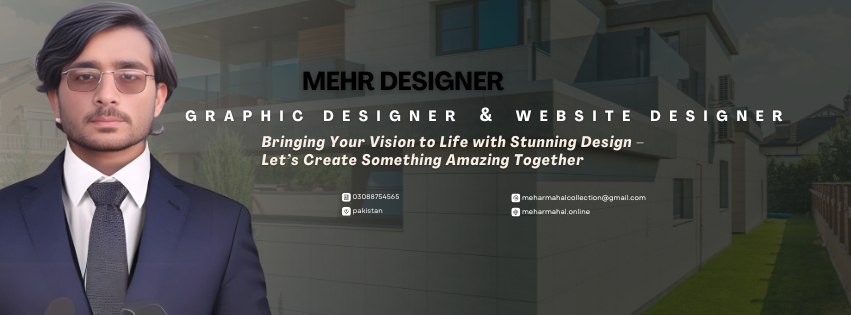 MEHR DESIGNER
GRAPHIC DESIGNER & WEBSITE DESIGNER
Bringing Your Vision to Life with Stunning Design –
Let's Create Something Amazing Together
03088754565
meharmahalcollection@gmail.com
pakistan
meharmahal.online